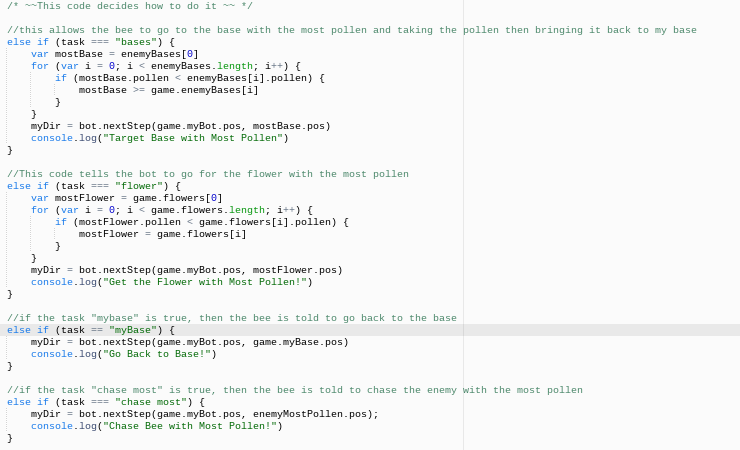 /* ~~This code decides how to do it ~~ */

//this allows the bee to go to the base with the most pollen and taking the pollen then bringing it back to my base
else if (task === "bases") {
    var mostBase = enemyBases[0]
    for (var i = 0; i < enemyBases.length; i++) {
        if (mostBase.pollen < enemyBases[i].pollen) {
            mostBase >= game.enemyBases[i]
        }
    }
    myDir = bot.nextStep(game.myBot.pos, mostBase.pos)
    console.log("Target Base with Most Pollen")
}

//This code tells the bot to go for the flower with the most pollen
else if (task === "flower") {
    var mostFlower = game.flowers[0]
    for (var i = 0; i < game.flowers.length; i++) {
        if (mostFlower.pollen < game.flowers[i].pollen) {
            mostFlower = game.flowers[i]
        }
    }
    myDir = bot.nextStep(game.myBot.pos, mostFlower.pos)
    console.log("Get the Flower with Most Pollen!")
}

//if the task "mybase" is true, then the bee is told to go back to the base
else if (task == "myBase") {
    myDir = bot.nextStep(game.myBot.pos, game.myBase.pos)
    console.log("Go Back to Base!")
}

//if the task "chase most" is true, then the bee is told to chase the enemy with the most pollen
else if (task === "chase most") {
    myDir = bot.nextStep(game.myBot.pos, enemyMostPollen.pos);
    console.log("Chase Bee with Most Pollen!")
}